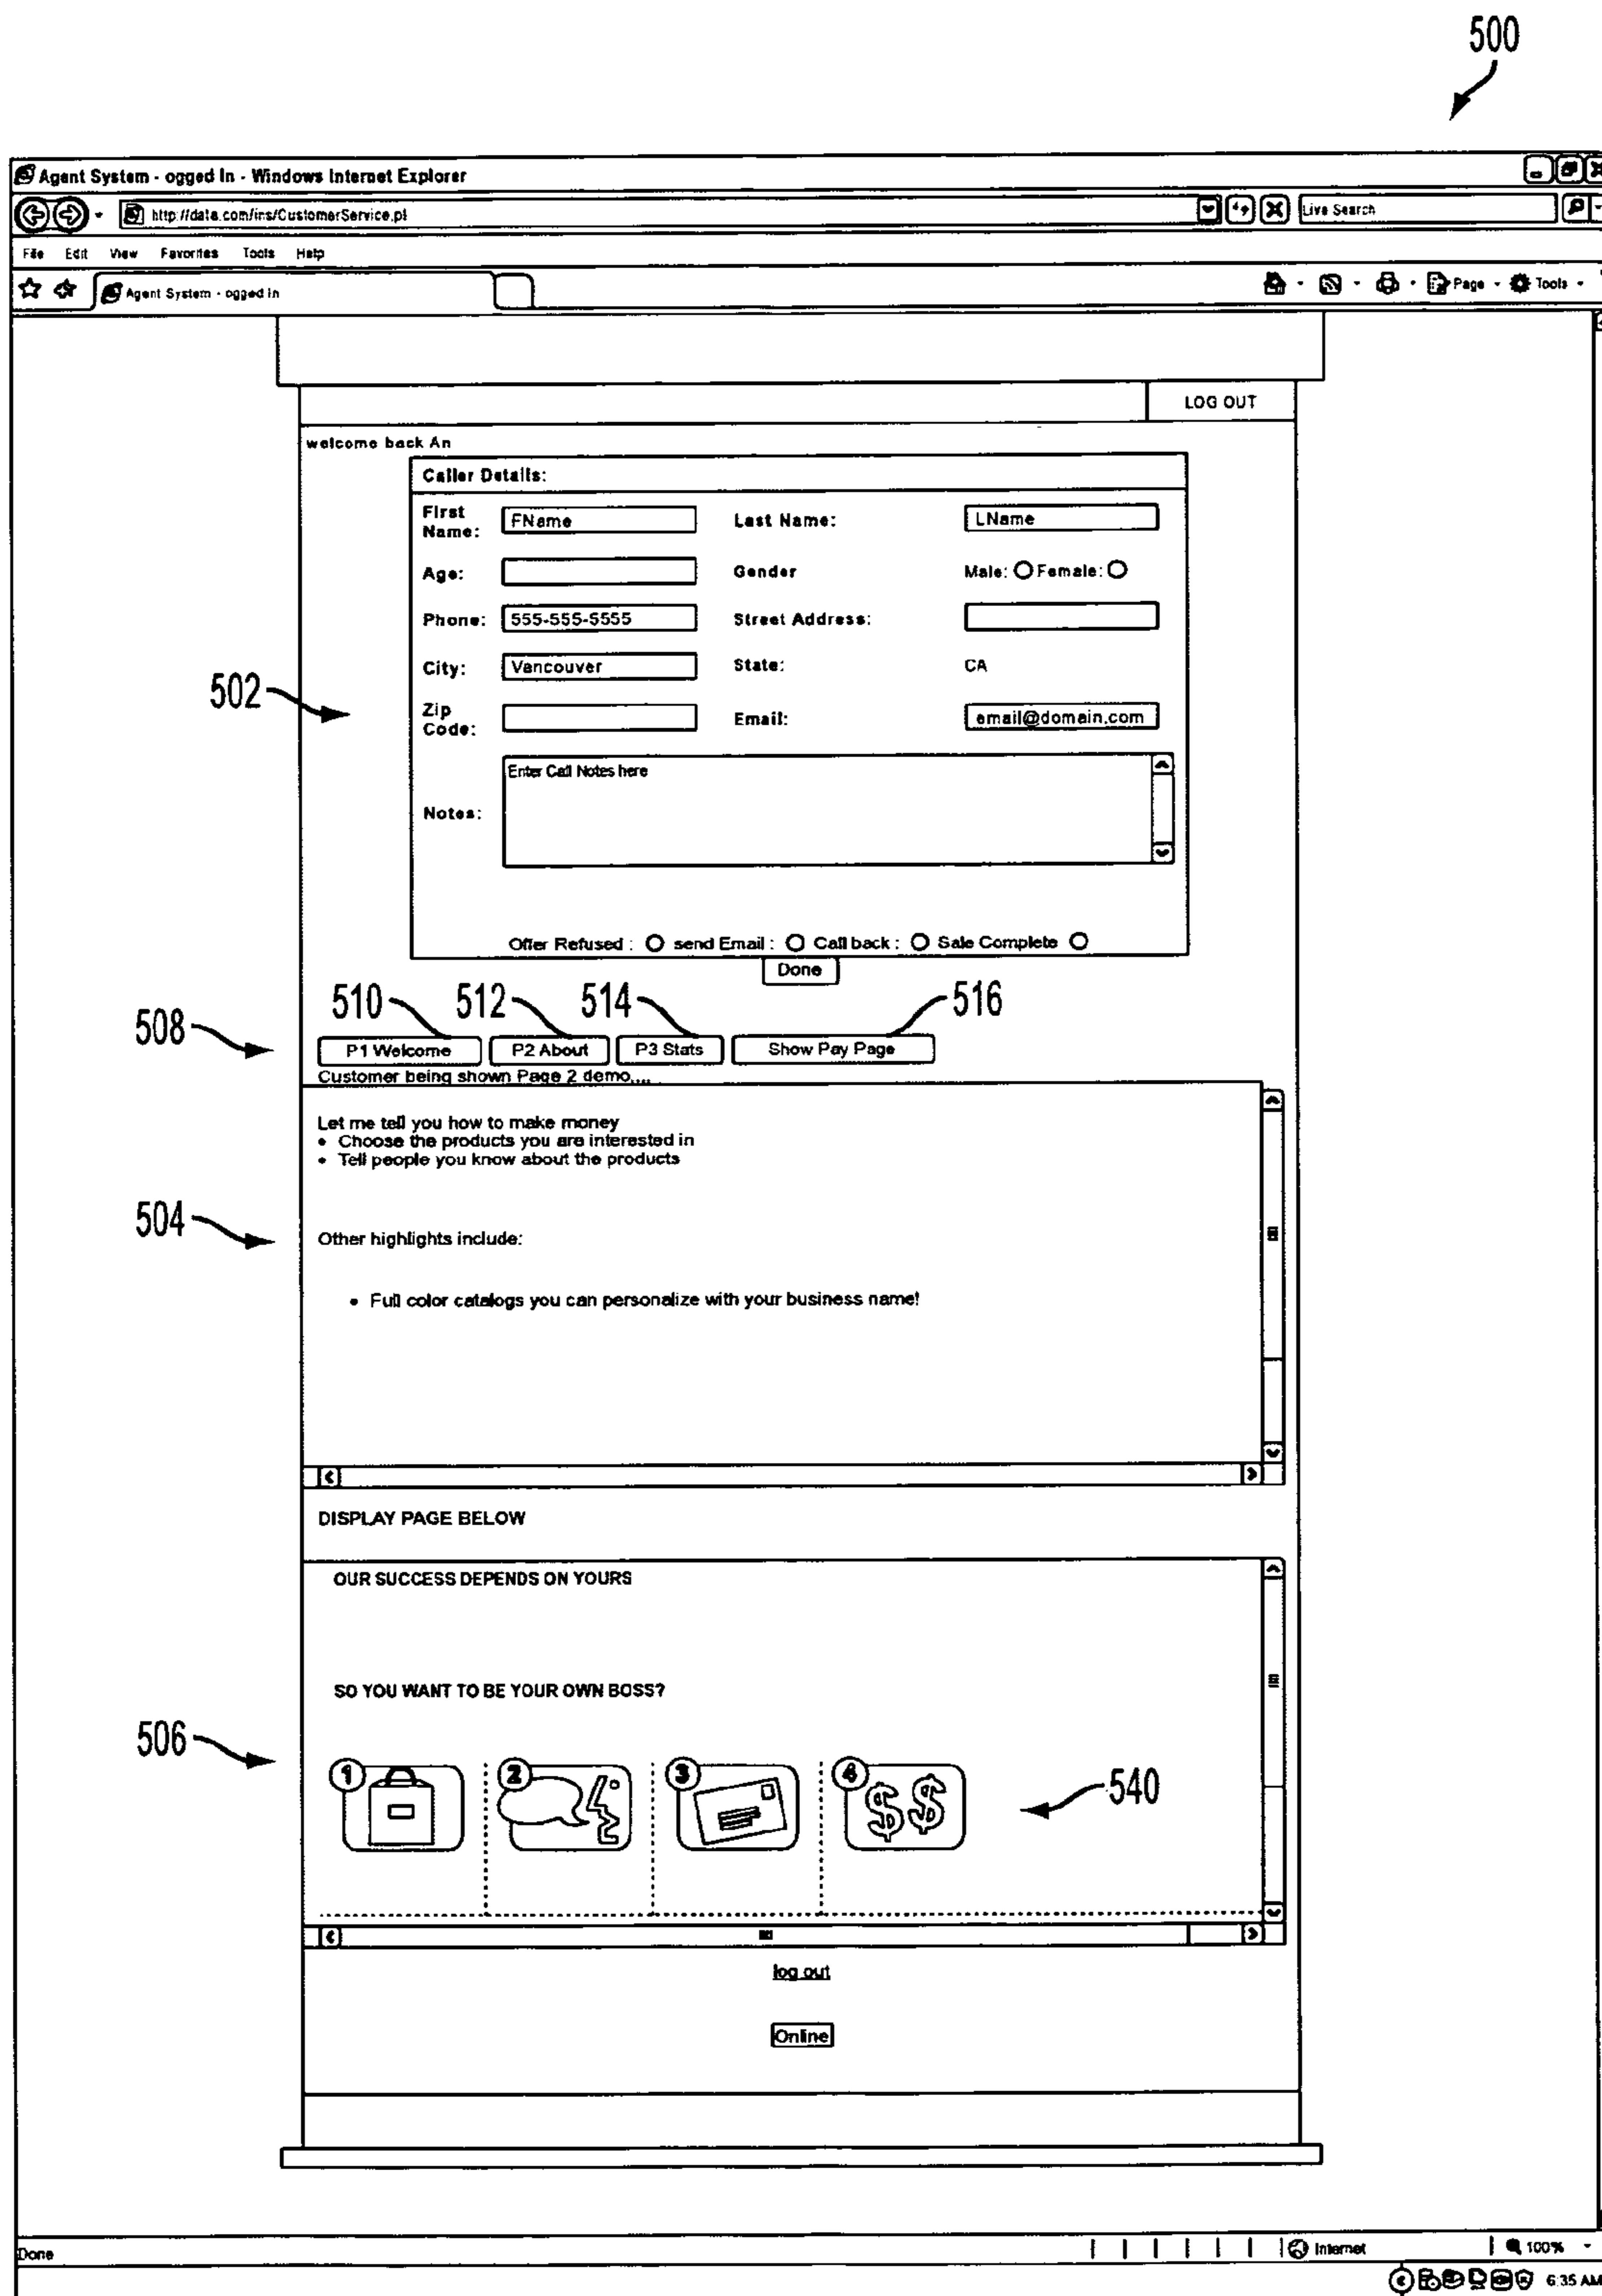 500
Agent System - ogged In - Windows Internet Explorer
http://data.com/ins/CustomerService.pl
Live Search
File Edit View Favorites Tools Help
Agent System - ogged In
Page Tools
LOG OUT
welcome back An
Caller Details:
First Name: FName Last Name: LName
Age: Gender Male: Female:
Phone: 555-555-5555 Street Address:
City: Vancouver State: CA
502
Zip Code: Email: email@domain.com
Enter Call Notes here
Notes:
Offer Refused : send Email : Call back : Sale Complete
Done
510 512 514 516
508
P1 Welcome P2 About P3 Stats Show Pay Page
Customer being shown Page 2 demo....
Let me tell you how to make money
• Choose the products you are interested in
• Tell people you know about the products
504
Other highlights include:
• Full color catalogs you can personalize with your business name!
DISPLAY PAGE BELOW
OUR SUCCESS DEPENDS ON YOURS
SO YOU WANT TO BE YOUR OWN BOSS?
506
1 2 3 4
$ $
540
log out
Online
Done Internet 100%
6:35 AM